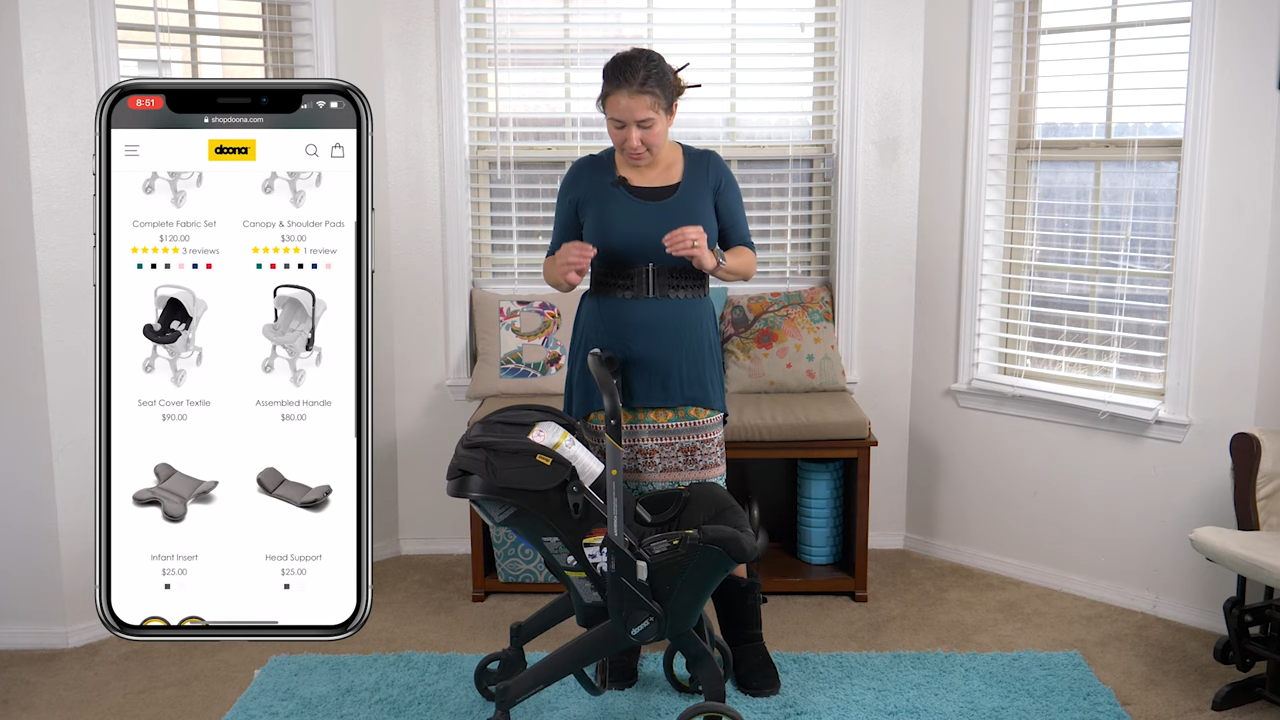 8:51
shopdoona.com
doona
Complete Fabric Set
Canopy & Shoulder Pads
$120.00
$30.00
3 reviews
1 review
Seat Cover Textile
Assembled Handle
$90.00
$80.00
Infant Insert
Head Support
$25.00
$25.00
B
doona+